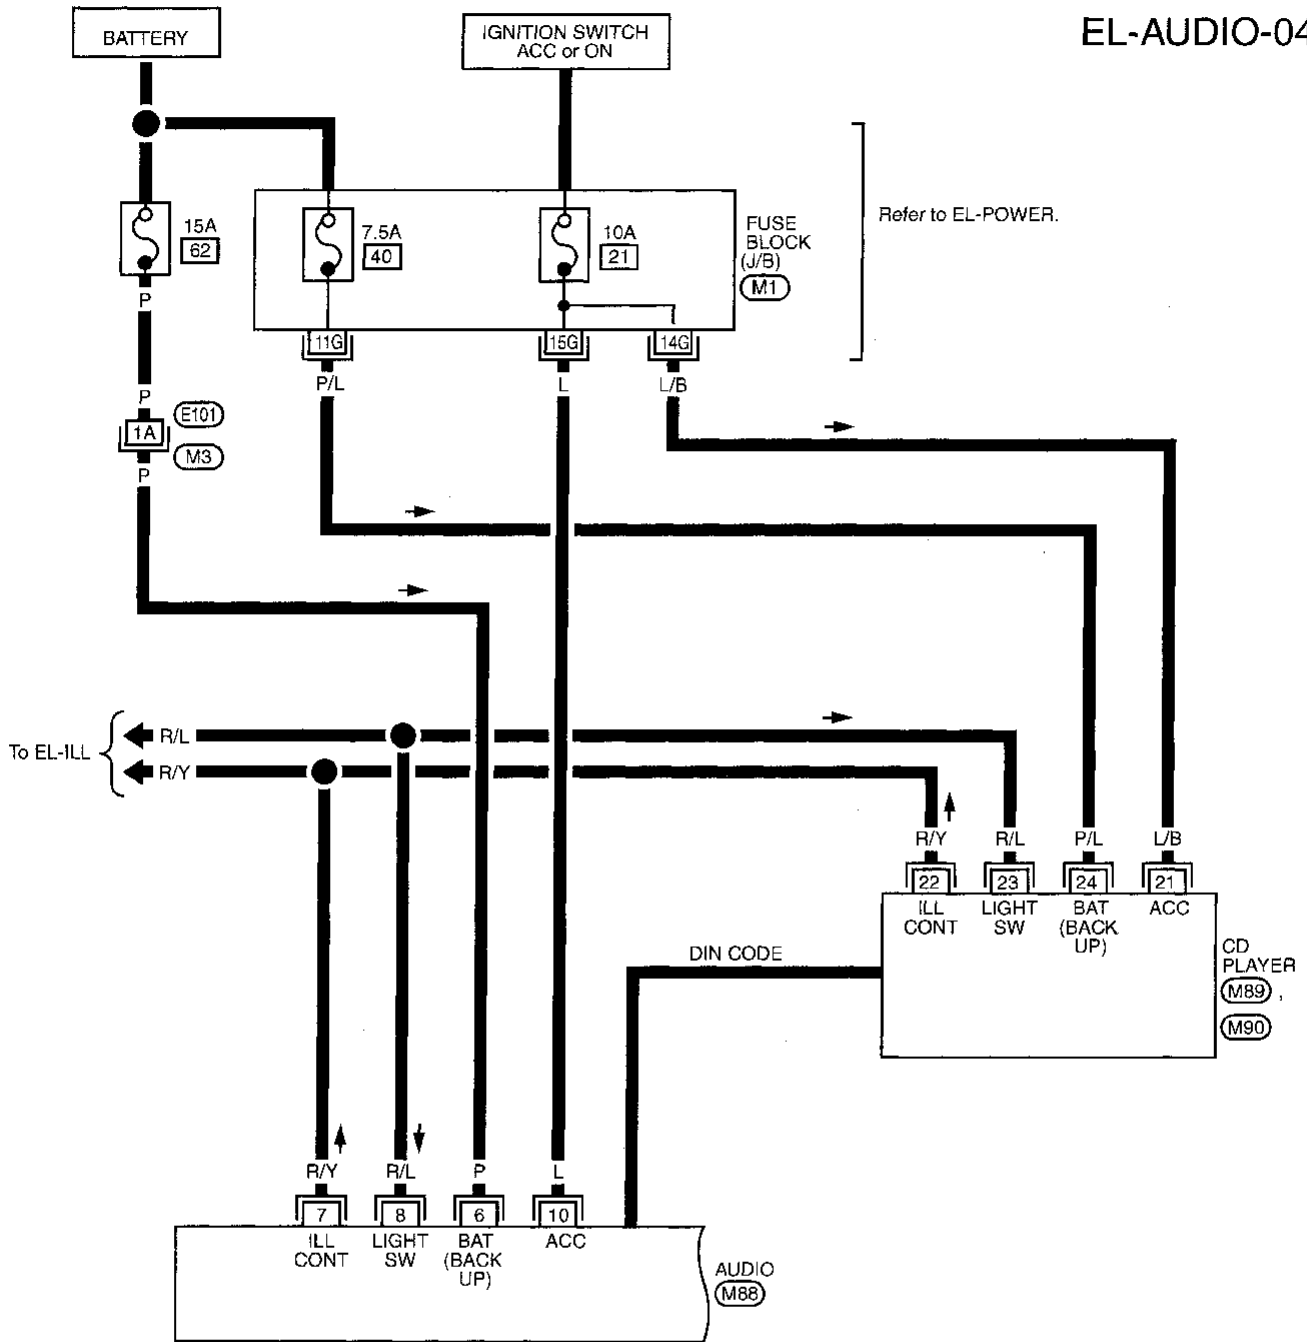 EL-AUDIO-04
BATTERY
IGNITION SWITCH
ACC or ON
15A
62
7.5A
40
10A
21
FUSE
BLOCK
(J/B)
M1
Refer to EL-POWER.
P
11G
15G
14G
P/L
L
L/B
P
1A
E101
M3
P
To EL-ILL
R/L
R/Y
R/Y
R/L
P/L
L/B
22
23
24
21
ILL
CONT
LIGHT
SW
BAT
(BACK
UP)
ACC
DIN CODE
CD
PLAYER
M89 ,
M90
R/Y
R/L
P
L
7
8
6
10
ILL
CONT
LIGHT
SW
BAT
(BACK
UP)
ACC
AUDIO
M88